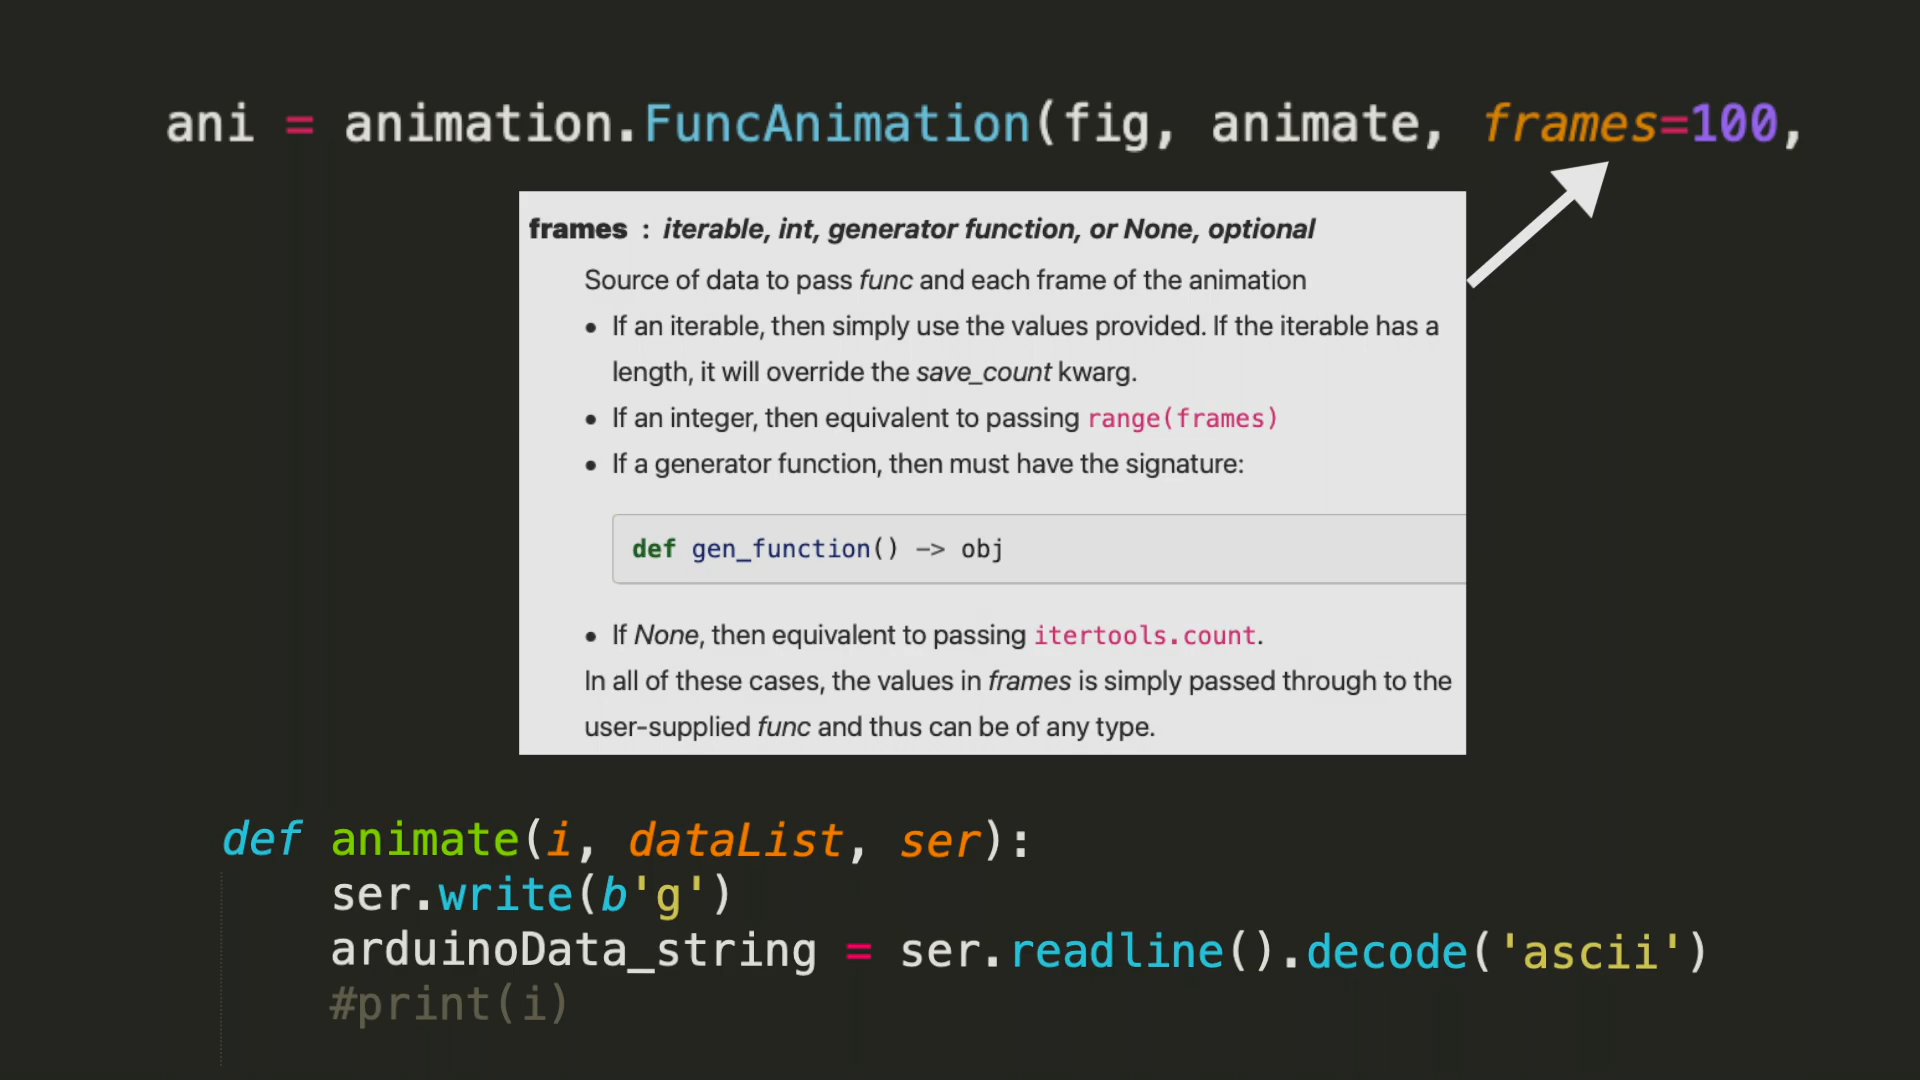 ani = animation.FuncAnimation(fig, animate, frames=100,
frames : iterable, int, generator function, or None, optional
Source of data to pass func and each frame of the animation
• If an iterable, then simply use the values provided. If the iterable has a
length, it will override the save_count kwarg.
• If an integer, then equivalent to passing range(frames)
• If a generator function, then must have the signature:
def gen_function() -> obj
• If None, then equivalent to passing itertools.count.
In all of these cases, the values in frames is simply passed through to the
user-supplied func and thus can be of any type.
def animate(i, dataList, ser):
ser.write(b'g')
arduinoData_string = ser.readline().decode('ascii')
#print(i)